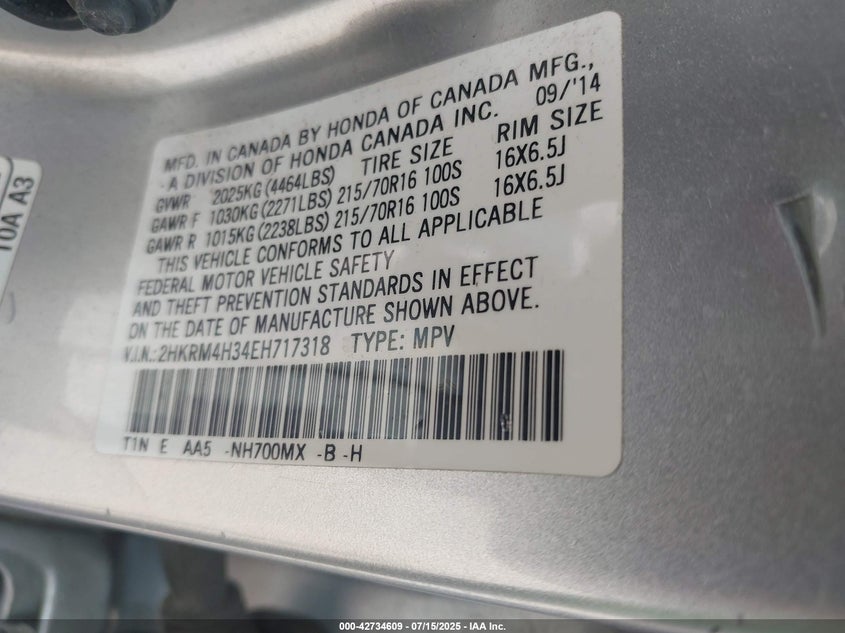 MFD. IN CANADA BY HONDA OF CANADA MFG.,
-A DIVISION OF HONDA CANADA INC. 09/'14
GVWR 2025KG (4464LBS) TIRE SIZE RIM SIZE
GAWR F 1030KG (2271LBS) 215/70R16 100S 16X6.5J
GAWR R 1015KG (2238LBS) 215/70R16 100S 16X6.5J
THIS VEHICLE CONFORMS TO ALL APPLICABLE
FEDERAL MOTOR VEHICLE SAFETY
AND THEFT PREVENTION STANDARDS IN EFFECT
ON THE DATE OF MANUFACTURE SHOWN ABOVE.
V.I.N.:2HKRM4H34EH717318 TYPE: MPV
T1N E AA5 -NH700MX -B -H
10A A3
000-42734609 - 07/15/2025 - IAA Inc.